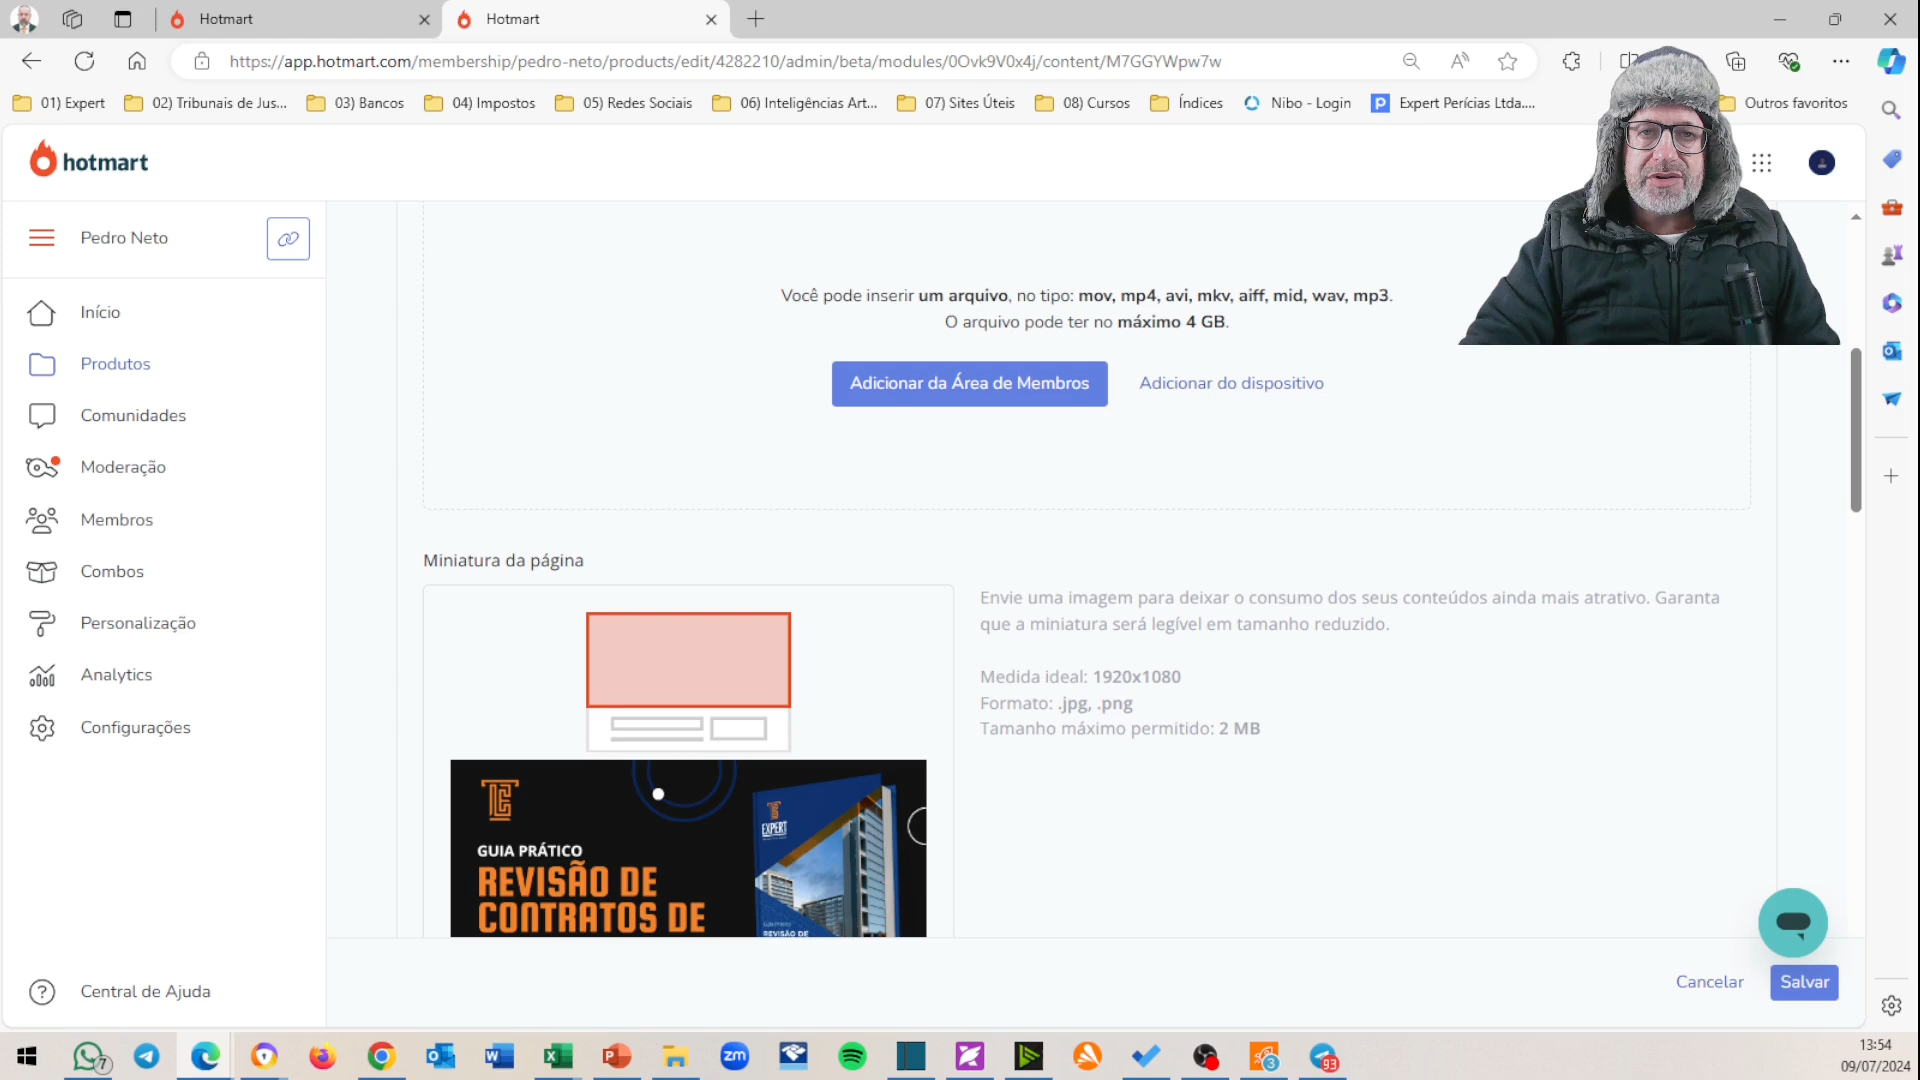 Hotmart
Hotmart
https://app.hotmart.com/membership/pedro-neto/products/edit/4282210/admin/beta/modules/0Ovk9V0x4j/content/M7GGYWpw7w
01) Expert
02) Tribunais de Jus...
03) Bancos
04) Impostos
05) Redes Sociais
06) Inteligências Art...
07) Sites Úteis
08) Cursos
Índices
Nibo - Login
Expert Perícias Ltda....
Outros favoritos
hotmart
Pedro Neto
Início
Produtos
Comunidades
Moderação
Membros
Combos
Personalização
Analytics
Configurações
Central de Ajuda
Você pode inserir um arquivo, no tipo: mov, mp4, avi, mkv, aiff, mid, wav, mp3.
O arquivo pode ter no máximo 4 GB.
Adicionar da Área de Membros
Adicionar do dispositivo
Miniatura da página
Envie uma imagem para deixar o consumo dos seus conteúdos ainda mais atrativo. Garanta
que a miniatura será legível em tamanho reduzido.
Medida ideal: 1920x1080
Formato: .jpg, .png
Tamanho máximo permitido: 2 MB
GUIA PRÁTICO
REVISÃO DE
CONTRATOS DE
EXPERT
REVISÃO DE
Cancelar
Salvar
7
zm
3
93
13:54
09/07/2024